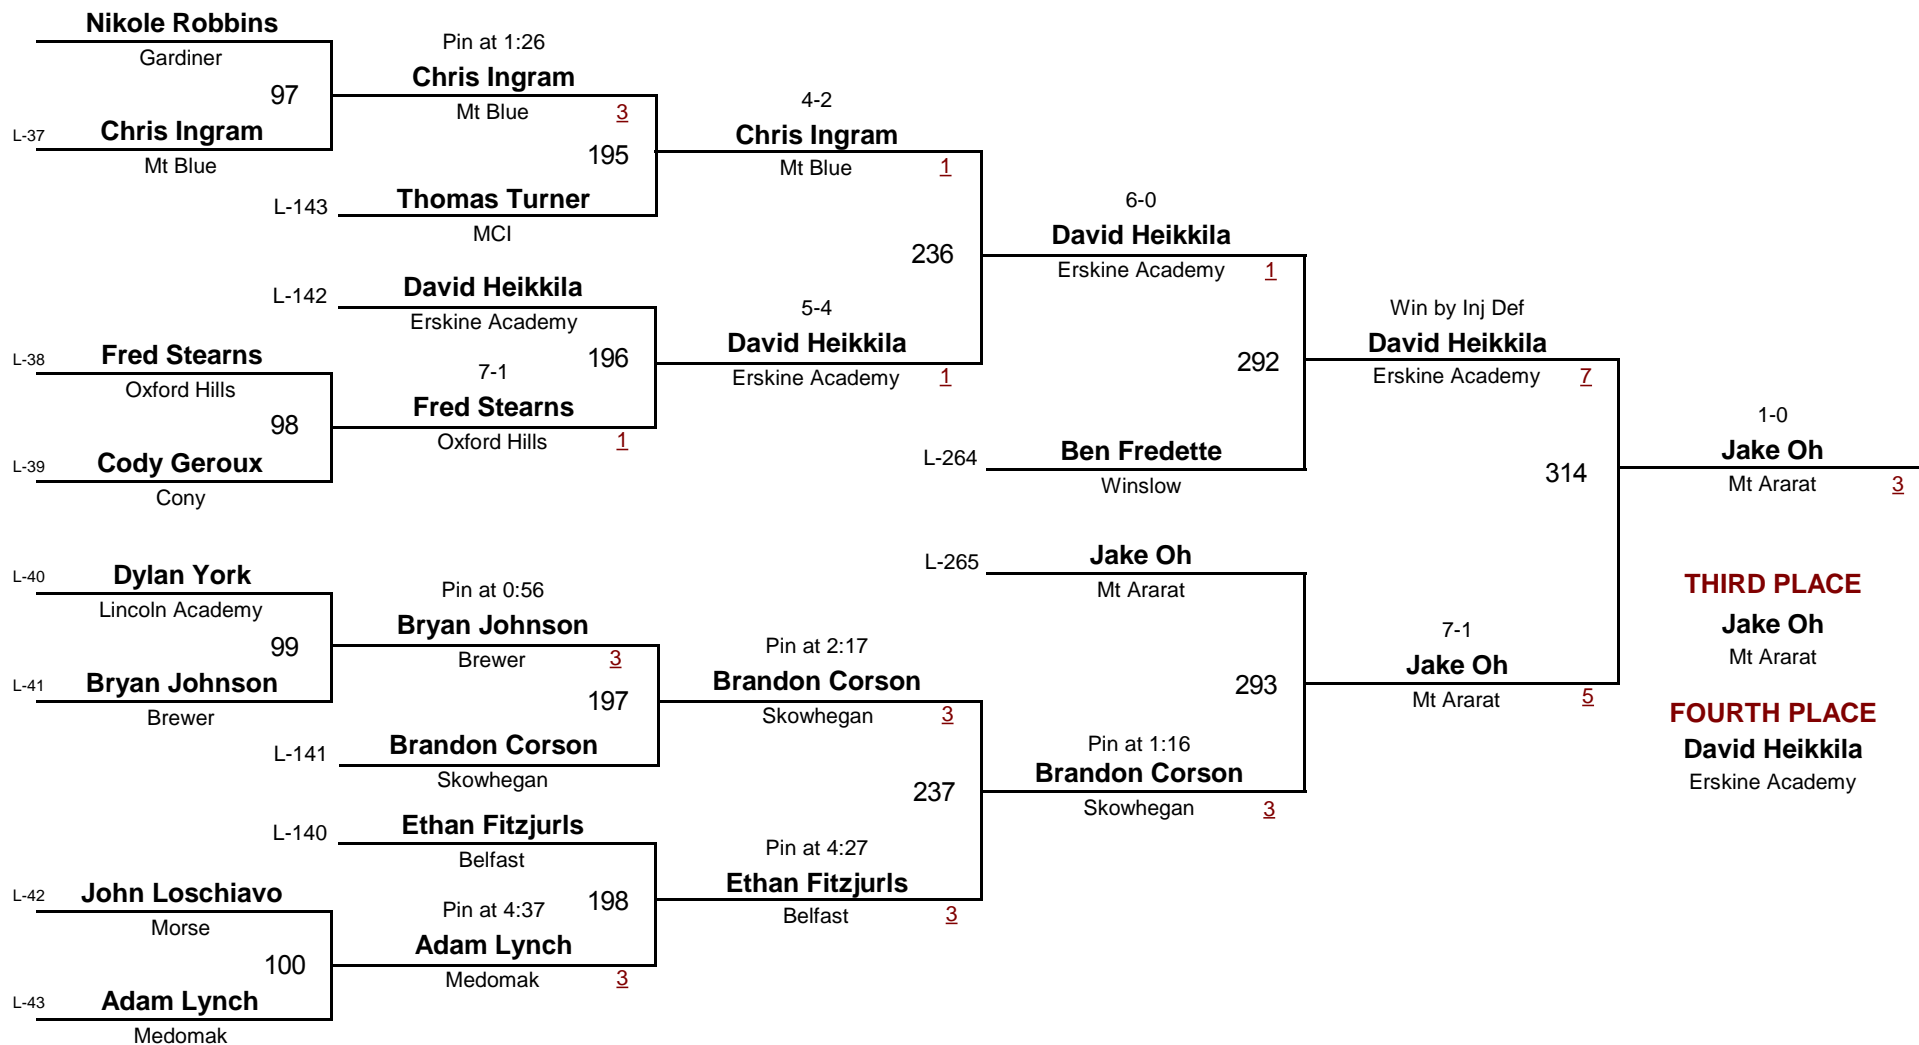 Nikole Robbins
Gardiner
97
L-37
Chris Ingram
Mt Blue
Pin at 1:26
Chris Ingram
Mt Blue
3
195
L-143
Thomas Turner
MCI
4-2
Chris Ingram
Mt Blue
1
L-142
David Heikkila
Erskine Academy
196
L-38
Fred Stearns
Oxford Hills
98
L-39
Cody Geroux
Cony
7-1
Fred Stearns
Oxford Hills
1
5-4
David Heikkila
Erskine Academy
1
236
6-0
David Heikkila
Erskine Academy
1
292
L-264
Ben Fredette
Winslow
Win by Inj Def
David Heikkila
Erskine Academy
7
314
1-0
Jake Oh
Mt Ararat
3
L-40
Dylan York
Lincoln Academy
99
L-41
Bryan Johnson
Brewer
Pin at 0:56
Bryan Johnson
Brewer
3
197
L-141
Brandon Corson
Skowhegan
Pin at 2:17
Brandon Corson
Skowhegan
3
L-140
Ethan Fitzjurls
Belfast
198
L-42
John Loschiavo
Morse
100
L-43
Adam Lynch
Medomak
Pin at 4:37
Adam Lynch
Medomak
3
Pin at 4:27
Ethan Fitzjurls
Belfast
3
237
Pin at 1:16
Brandon Corson
Skowhegan
3
L-265
Jake Oh
Mt Ararat
293
7-1
Jake Oh
Mt Ararat
5
THIRD PLACE
Jake Oh
Mt Ararat
FOURTH PLACE
David Heikkila
Erskine Academy